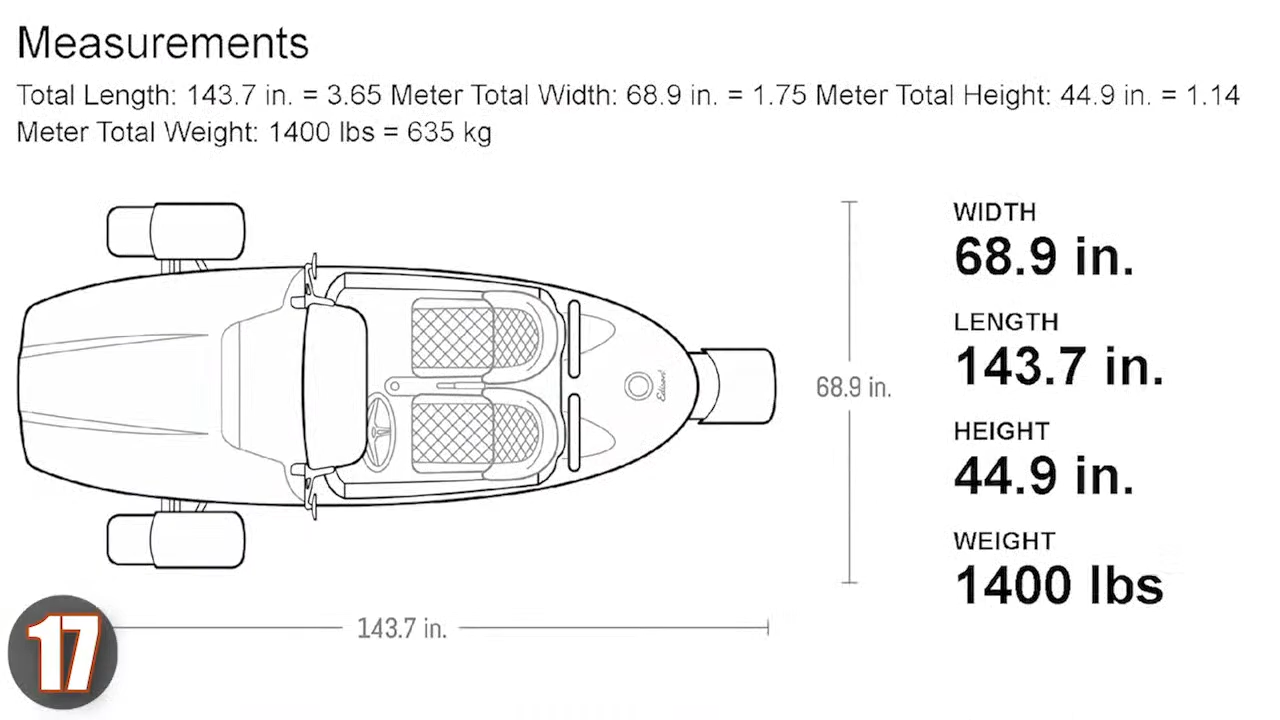 Measurements
Total Length: 143.7 in. = 3.65 Meter Total Width: 68.9 in. = 1.75 Meter Total Height: 44.9 in. = 1.14
Meter Total Weight: 1400 lbs = 635 kg
WIDTH
68.9 in.
LENGTH
143.7 in.
68.9 in.
Edison!
HEIGHT
44.9 in.
WEIGHT
1400 lbs
143.7 in.
17